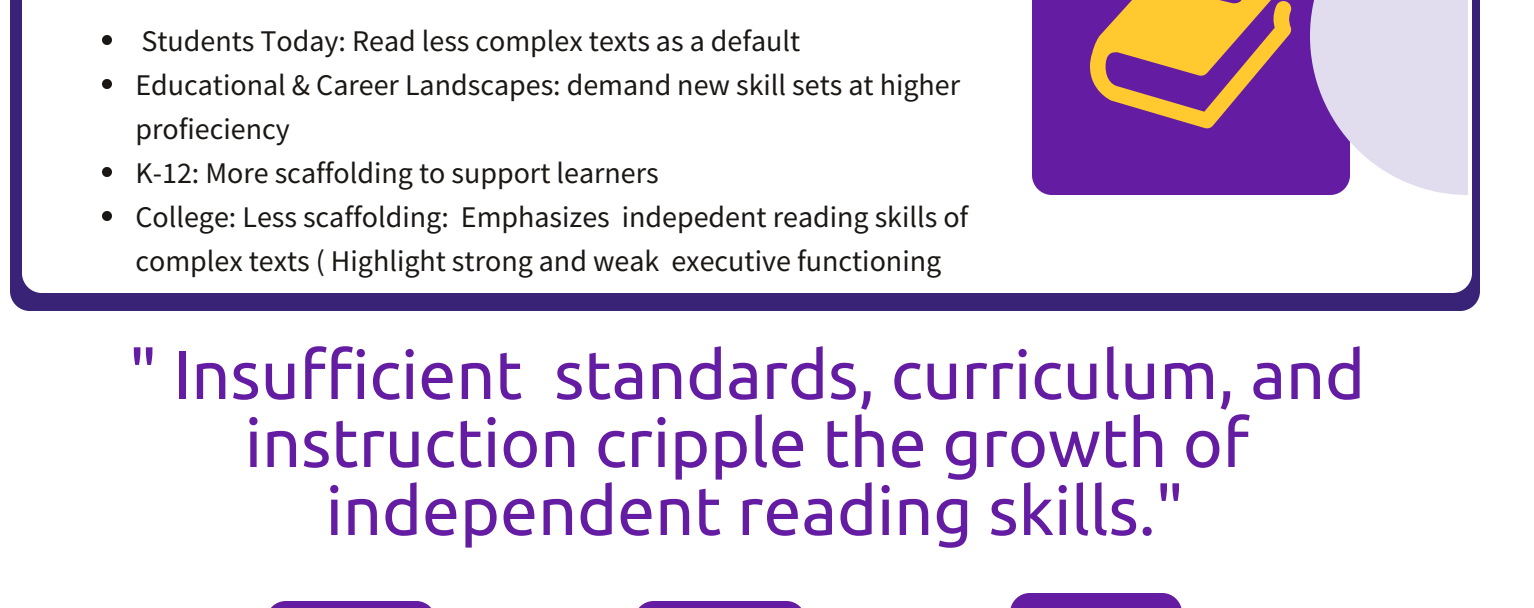 • Students Today: Read less complex texts as a default
• Educational & Career Landscapes: demand new skill sets at higher
profieciency
• K-12: More scaffolding to support learners
• College: Less scaffolding:  Emphasizes  indepedent reading skills of
complex texts ( Highlight strong and weak  executive functioning
" Insufficient  standards, curriculum, and
instruction cripple the growth of
independent reading skills."